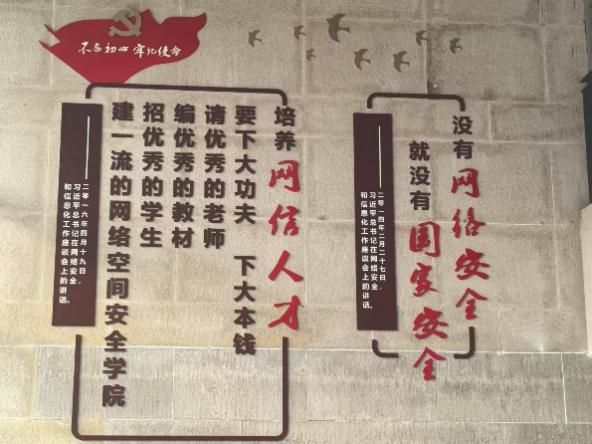 不忘初心 牢记使命
没有网络安全
就没有国家安全
二零一四年二月二十七日，
习近平总书记在网络安全
和信息化工作座谈会上的讲话。
培养网信人才
要下大功夫 下大本钱
请优秀的老师
编优秀的教材
招优秀的学生
建一流的网络空间安全学院
二零一六年四月十九日，
习近平总书记在网络安全
和信息化工作座谈会上的讲话。